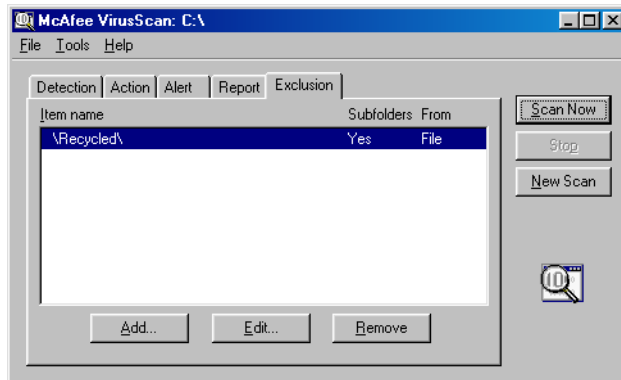 McAfee VirusScan: C:\
File Tools Help
Detection Action Alert Report Exclusion
Item name Subfolders From
\Recycled\ Yes File
Scan Now
Stop
New Scan
Add... Edit... Remove